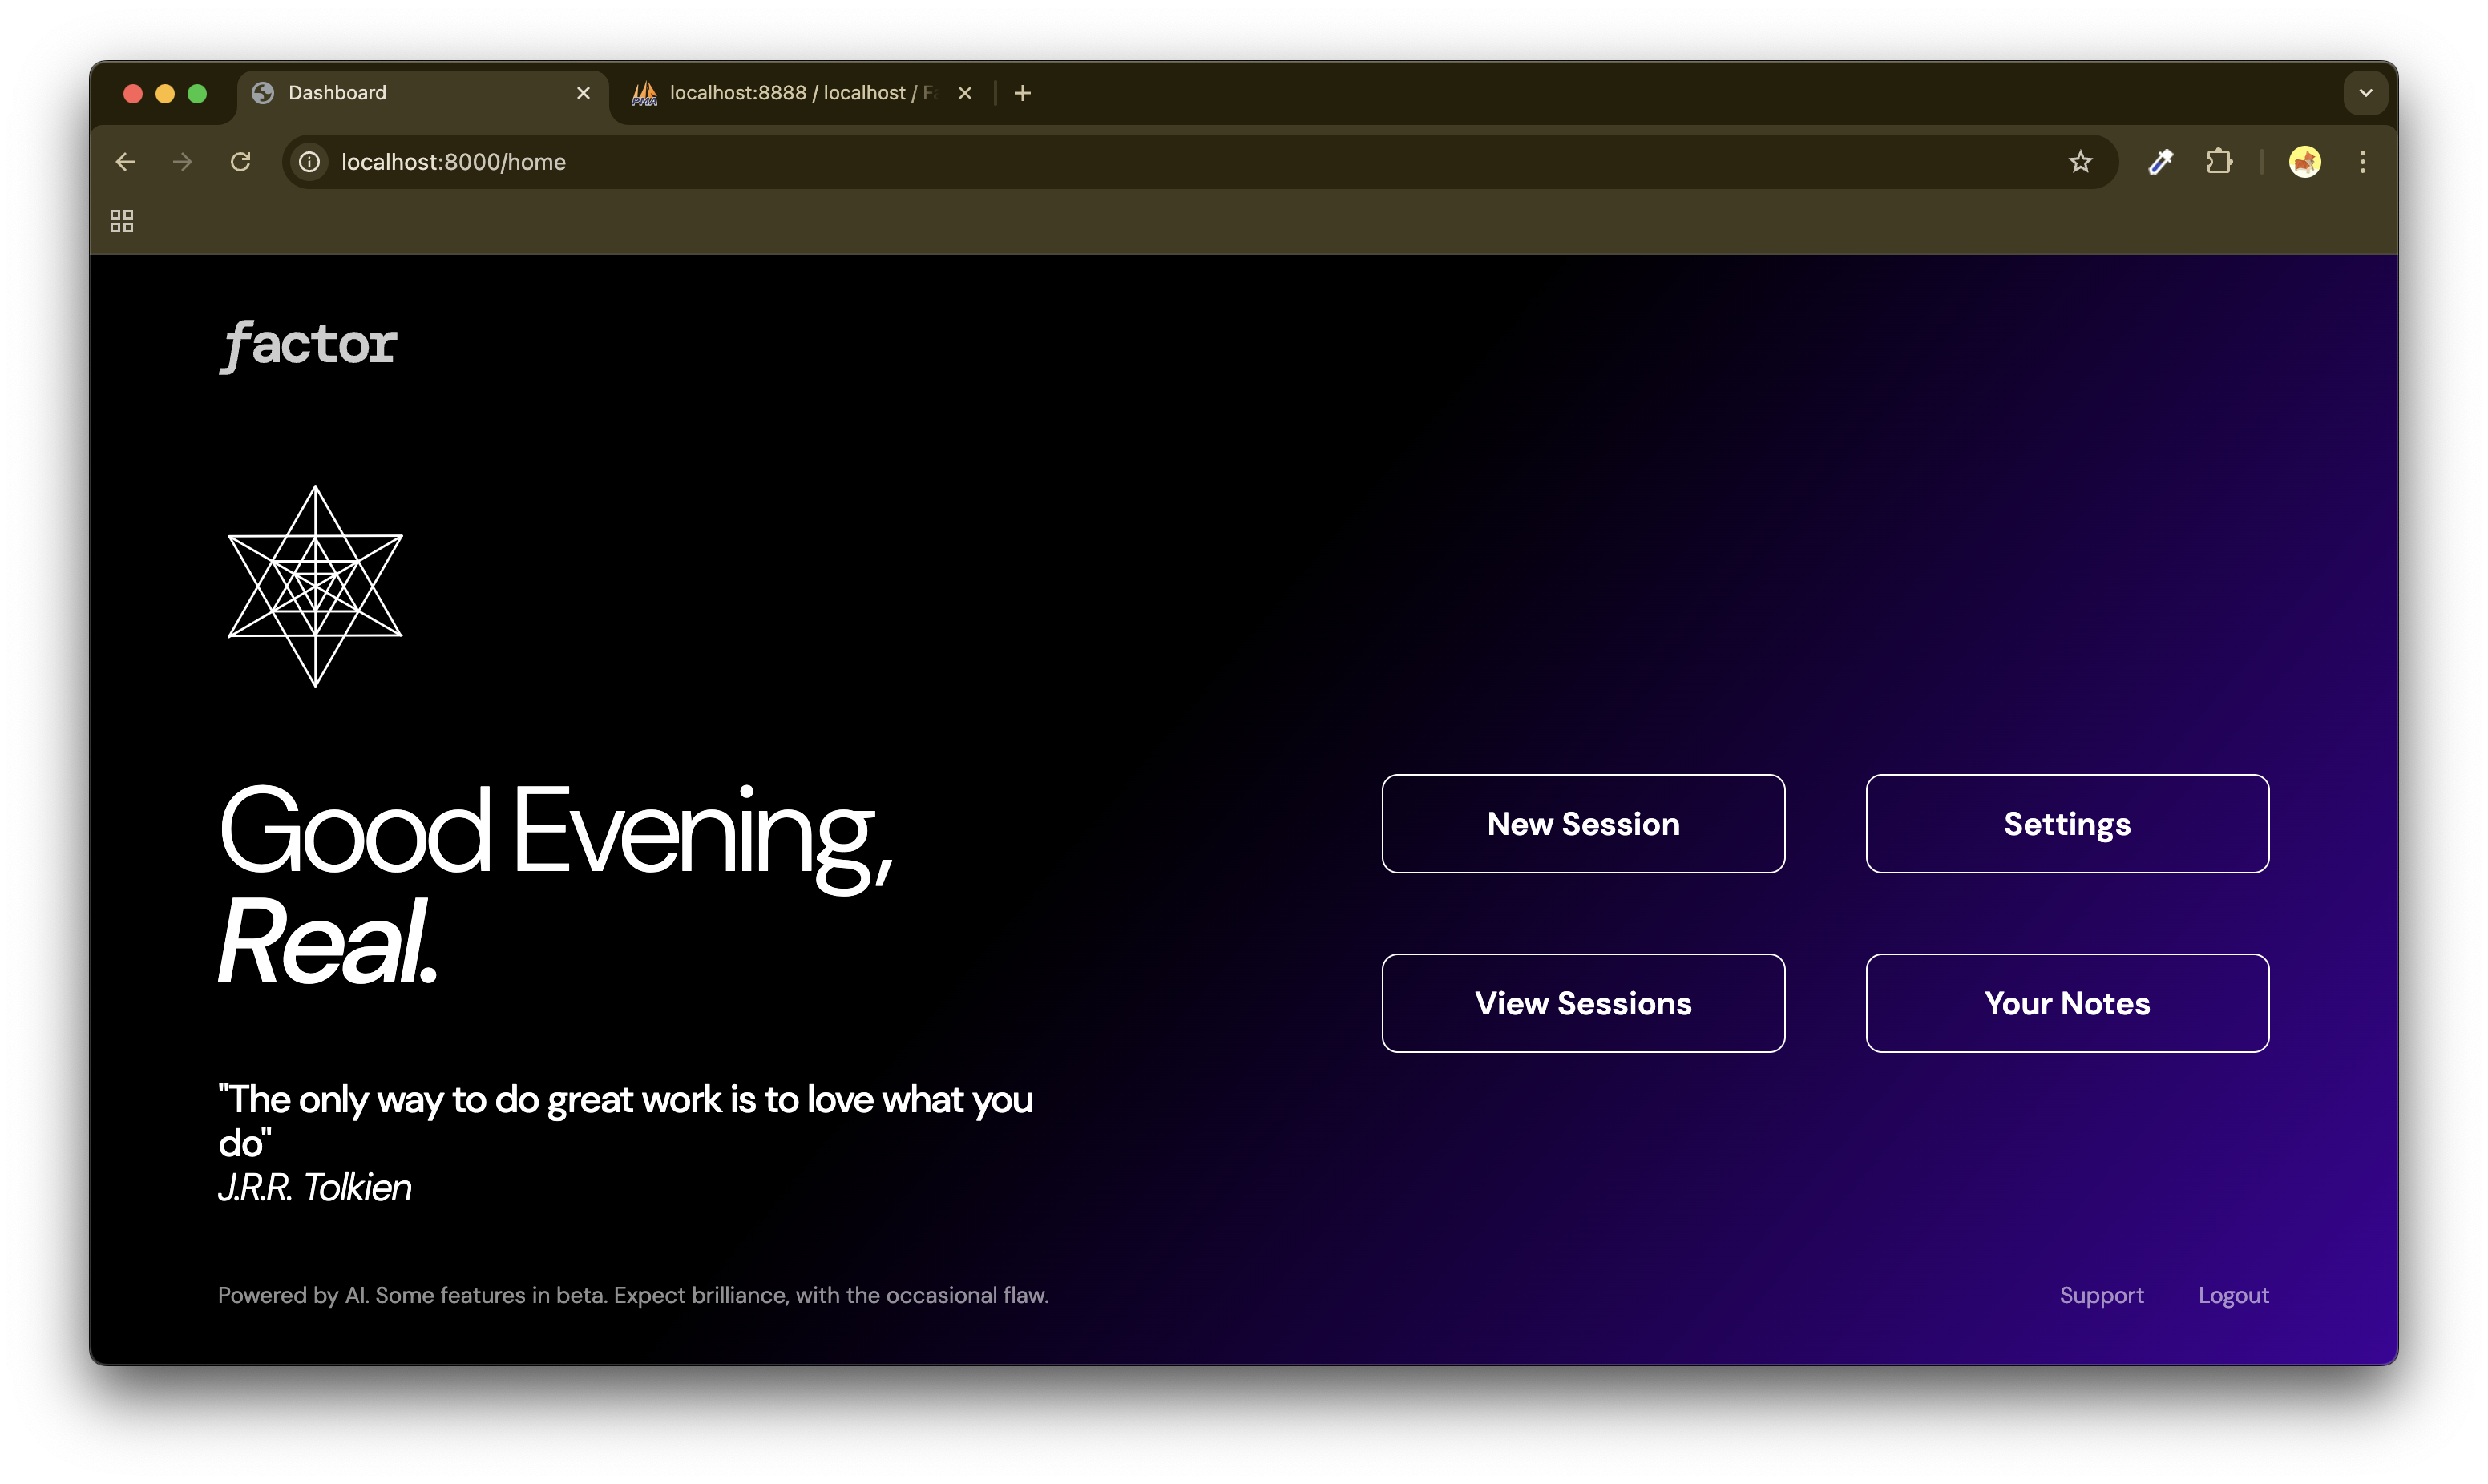 Dashboard
localhost:8888 / localhost /
localhost:8000/home
factor
Good Evening,
Real.
"The only way to do great work is to love what you
do"
J.R.R. Tolkien
New Session
Settings
View Sessions
Your Notes
Powered by AI. Some features in beta. Expect brilliance, with the occasional flaw.
Support
Logout